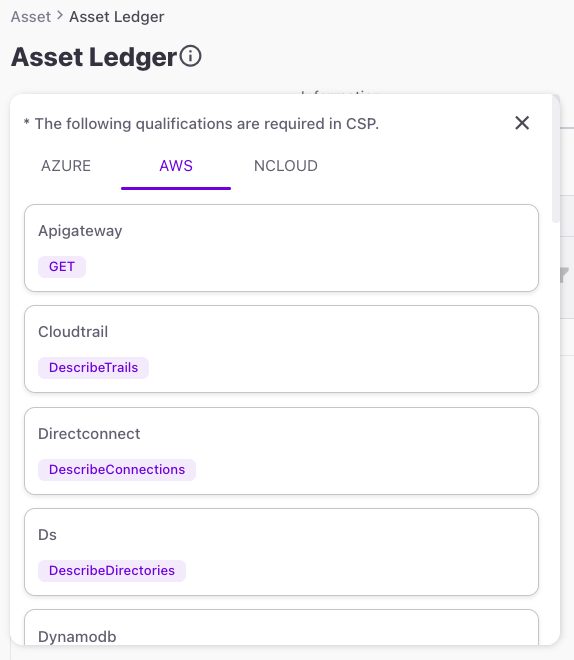 Asset > Asset Ledger
Asset Ledger
* The following qualifications are required in CSP.
AZURE AWS NCLOUD
Apigateway
GET
Cloudtrail
DescribeTrails
Directconnect
DescribeConnections
Ds
DescribeDirectories
Dynamodb